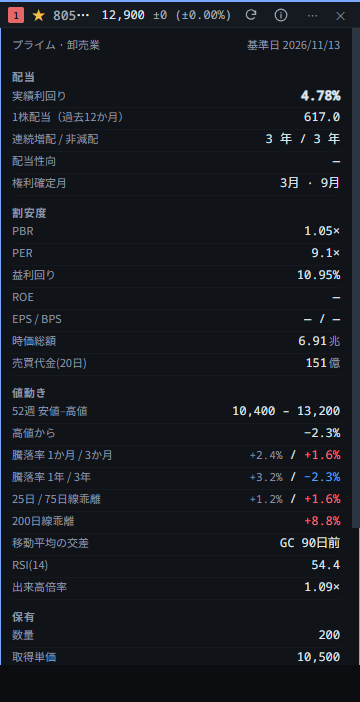 1 ★ 805… 12,900 ±0 (±0.00%)
プライム · 卸売業 基準日 2026/11/13
配当
実績利回り 4.78%
1株配当（過去12か月） 617.0
連続増配 / 非減配 3 年 / 3 年
配当性向 —
権利確定月 3月 · 9月
割安度
PBR 1.05×
PER 9.1×
益利回り 10.95%
ROE —
EPS / BPS — / —
時価総額 6.91 兆
売買代金(20日) 151 億
値動き
52週 安値–高値 10,400 – 13,200
高値から −2.3%
騰落率 1か月 / 3か月 +2.4% / +1.6%
騰落率 1年 / 3年 +3.2% / −2.3%
25日 / 75日線乖離 +1.2% / +1.6%
200日線乖離 +8.8%
移動平均の交差 GC 90日前
RSI(14) 54.4
出来高倍率 1.09×
保有
数量 200
取得単価 10,500